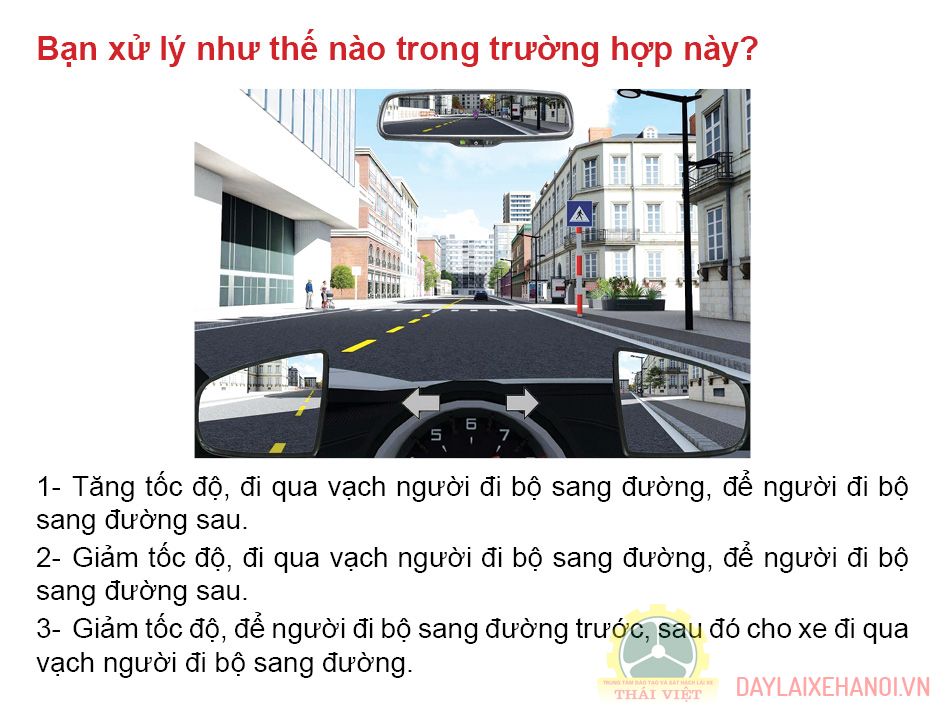 Bạn xử lý như thế nào trong trường hợp này?
5 6 7
1- Tăng tốc độ, đi qua vạch người đi bộ sang đường, để người đi bộ
sang đường sau.
2- Giảm tốc độ, đi qua vạch người đi bộ sang đường, để người đi bộ
sang đường sau.
3- Giảm tốc độ, để người đi bộ sang đường trước, sau đó cho xe đi qua
vạch người đi bộ sang đường.
TRUNG TÂM ĐÀO TẠO VÀ SÁT HẠCH LÁI XE
THÁI VIỆT
DAYLAIXEHANOI.VN